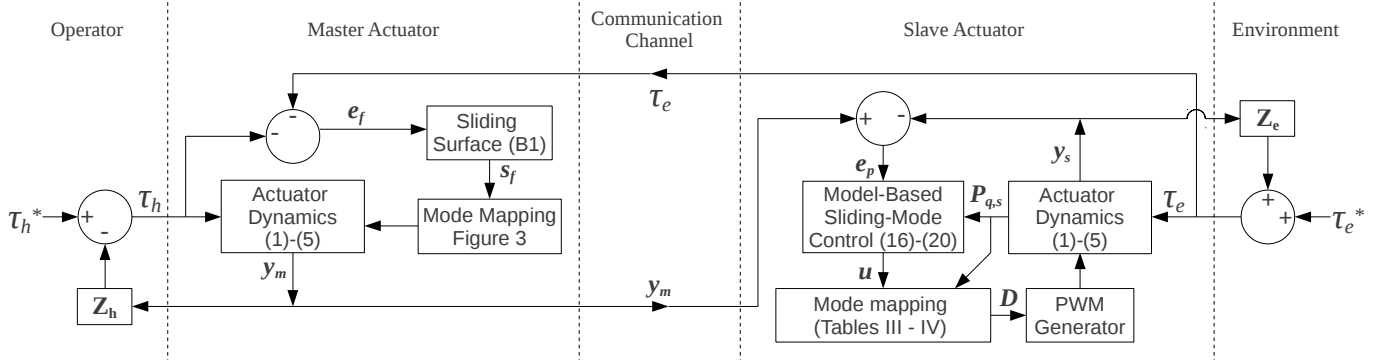 Operator
Master Actuator
Communication
Channel
Slave Actuator
Environment
τe
ef
Sliding
Surface (B1)
sf
- -
+ -
Ze
ys
ep
τh*
+
-
τh
Actuator
Dynamics
(1)-(5)
Mode Mapping
Figure 3
Model-Based
Sliding-Mode
Control (16)-(20)
Pq,s
Actuator
Dynamics
(1)-(5)
τe
+
+
τe*
ym
u
Zh
ym
Mode mapping
(Tables III - IV)
D
PWM
Generator